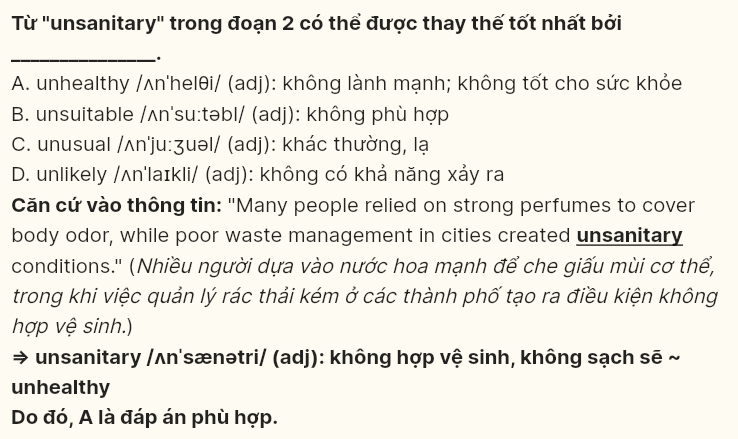 Từ "unsanitary" trong đoạn 2 có thể được thay thế tốt nhất bởi
_______________.
A. unhealthy /ʌnˈhelθi/ (adj): không lành mạnh; không tốt cho sức khỏe
B. unsuitable /ʌnˈsuːtəbl/ (adj): không phù hợp
C. unusual /ʌnˈjuːʒuəl/ (adj): khác thường, lạ
D. unlikely /ʌnˈlaɪkli/ (adj): không có khả năng xảy ra
Căn cứ vào thông tin: "Many people relied on strong perfumes to cover
body odor, while poor waste management in cities created unsanitary
conditions." (Nhiều người dựa vào nước hoa mạnh để che giấu mùi cơ thể,
trong khi việc quản lý rác thải kém ở các thành phố tạo ra điều kiện không
hợp vệ sinh.)
⇒ unsanitary /ʌnˈsænətri/ (adj): không hợp vệ sinh, không sạch sẽ ~
unhealthy
Do đó, A là đáp án phù hợp.